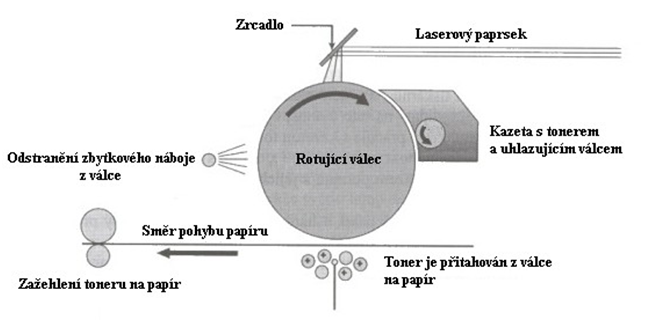 Zrcadlo
Laserový paprsek
Kazeta s tonerem
a uhlazujícím válcem
Rotující válec
Odstranění zbytkového náboje
z válce
Směr pohybu papíru
Toner je přitahován z válce
na papír
Zažehlení toneru na papír